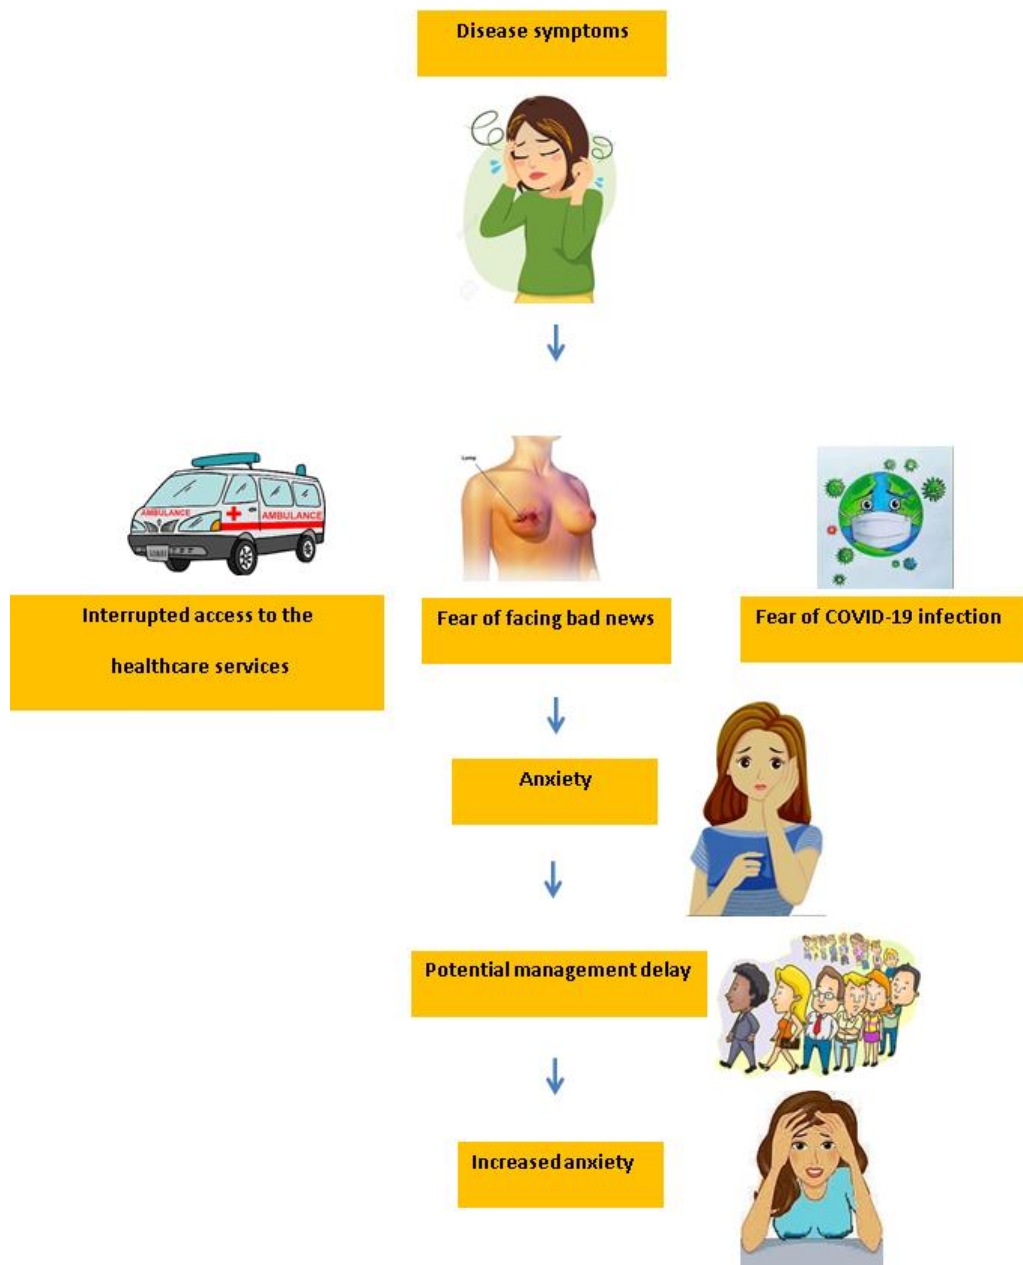 Disease symptoms
Lump
AMBULANCE
AMBULANCE
Interrupted access to the
healthcare services
Fear of facing bad news
Fear of COVID-19 infection
Anxiety
Potential management delay
Increased anxiety